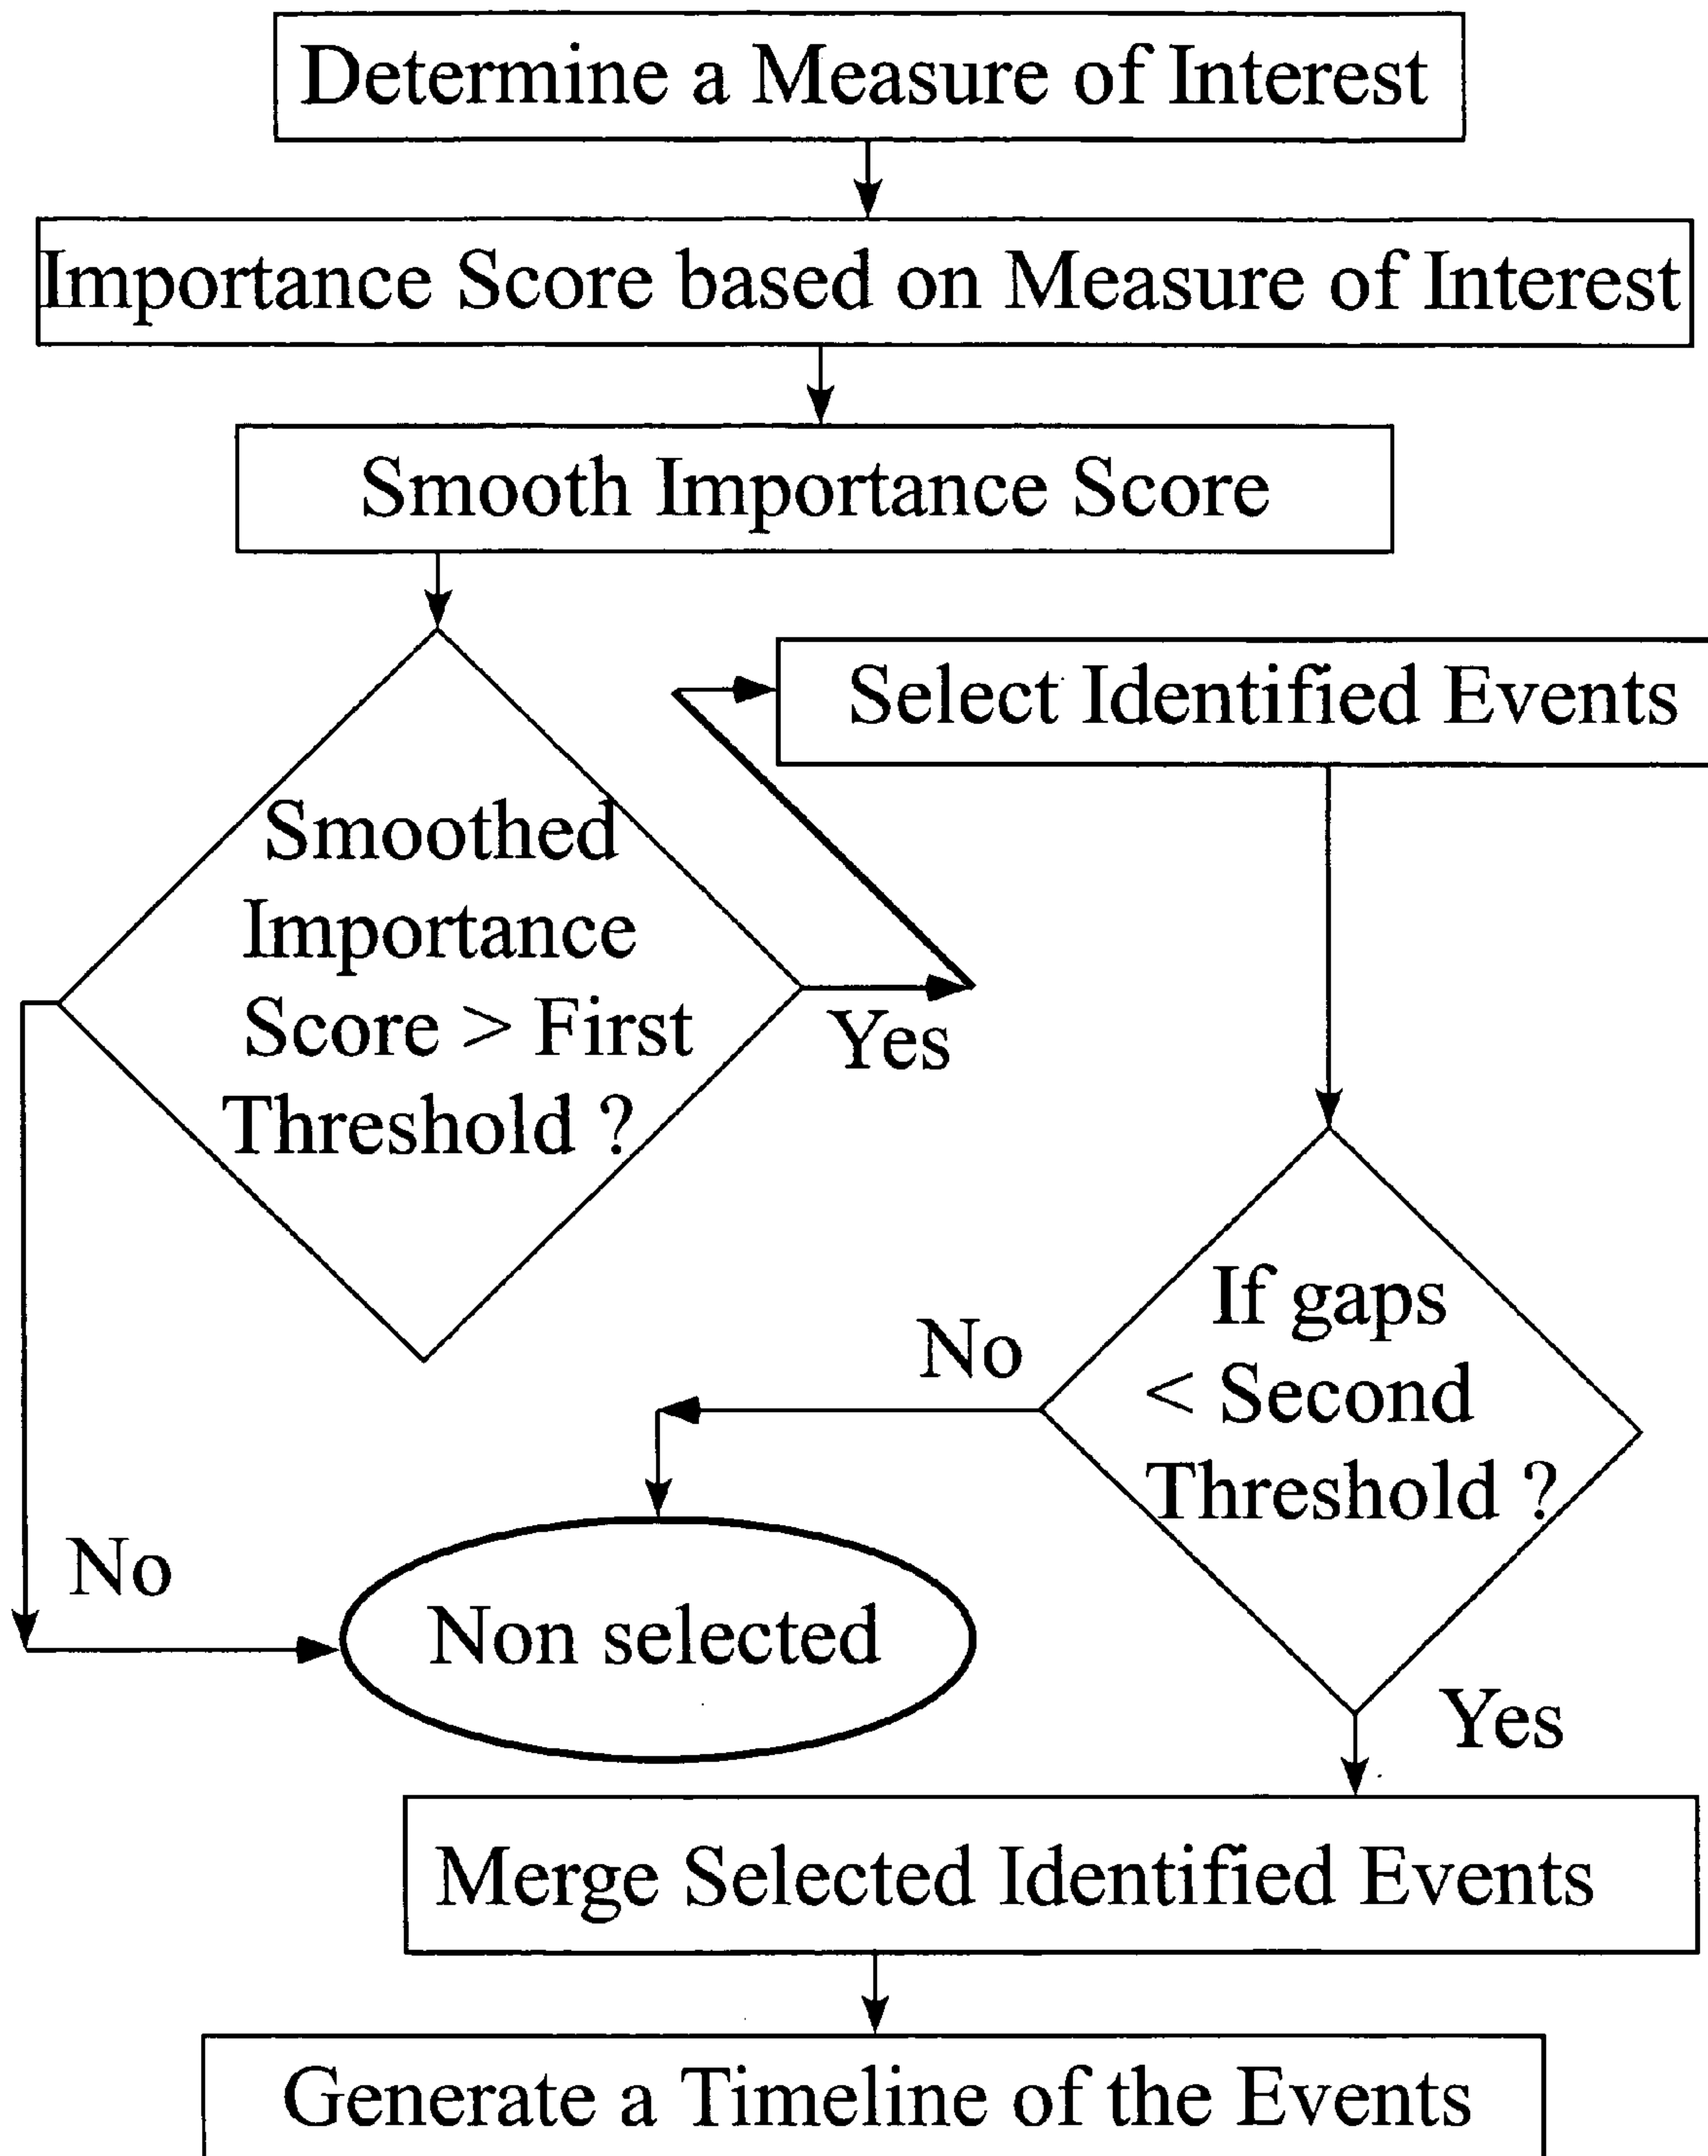 Determine a Measure of Interest
Importance Score based on Measure of Interest
Smooth Importance Score
Select Identified Events
Smoothed
Importance
Score > First
Threshold ?
Yes
If gaps
< Second
Threshold ?
No
No
Non selected
Yes
Merge Selected Identified Events
Generate a Timeline of the Events